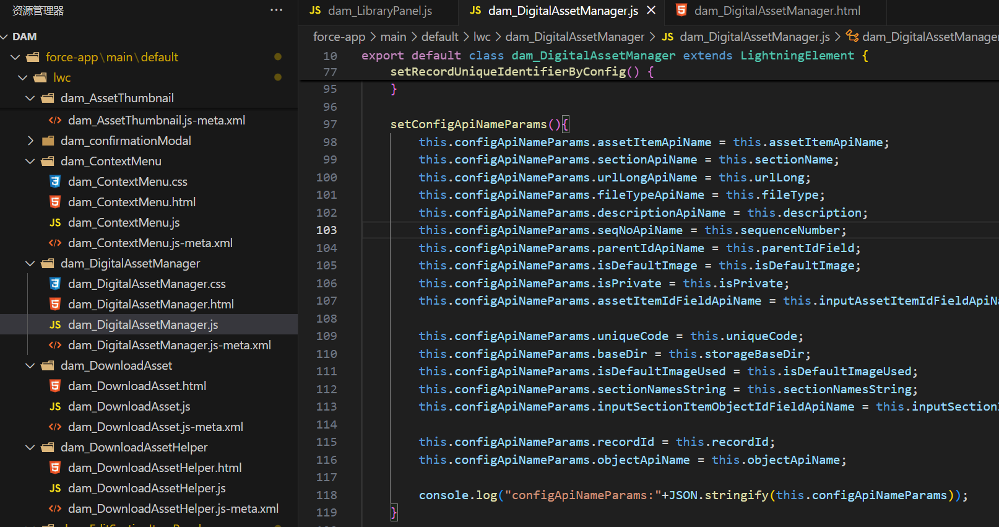 资源管理器
DAM
force-app\main\default
lwc
dam_AssetThumbnail
dam_AssetThumbnail.js-meta.xml
dam_confirmationModal
dam_ContextMenu
dam_ContextMenu.css
dam_ContextMenu.html
JS dam_ContextMenu.js
dam_ContextMenu.js-meta.xml
dam_DigitalAssetManager
dam_DigitalAssetManager.css
dam_DigitalAssetManager.html
JS dam_DigitalAssetManager.js
dam_DigitalAssetManager.js-meta.xml
dam_DownloadAsset
dam_DownloadAsset.html
JS dam_DownloadAsset.js
dam_DownloadAsset.js-meta.xml
dam_DownloadAssetHelper
dam_DownloadAssetHelper.html
JS dam_DownloadAssetHelper.js
dam_DownloadAssetHelper.js-meta.xml
JS dam_LibraryPanel.js
JS dam_DigitalAssetManager.js
dam_DigitalAssetManager.html
force-app > main > default > lwc > dam_DigitalAssetManager > JS dam_DigitalAssetManager.js > dam_DigitalAssetManager
10 export default class dam_DigitalAssetManager extends LightningElement {
77 setRecordUniqueIdentifierByConfig() {
95 }
96
97 setConfigApiNameParams(){
98 this.configApiNameParams.assetItemApiName = this.assetItemApiName;
99 this.configApiNameParams.sectionApiName = this.sectionName;
100 this.configApiNameParams.urlLongApiName = this.urlLong;
101 this.configApiNameParams.fileTypeApiName = this.fileType;
102 this.configApiNameParams.descriptionApiName = this.description;
103 this.configApiNameParams.seqNoApiName = this.sequenceNumber;
104 this.configApiNameParams.parentIdApiName = this.parentIdField;
105 this.configApiNameParams.isDefaultImage = this.isDefaultImage;
106 this.configApiNameParams.isPrivate = this.isPrivate;
107 this.configApiNameParams.assetItemIdFieldApiName = this.inputAssetItemIdFieldApiNa
108
109 this.configApiNameParams.uniqueCode = this.uniqueCode;
110 this.configApiNameParams.baseDir = this.storageBaseDir;
111 this.configApiNameParams.isDefaultImageUsed = this.isDefaultImageUsed;
112 this.configApiNameParams.sectionNamesString = this.sectionNamesString;
113 this.configApiNameParams.inputSectionItemObjectIdFieldApiName = this.inputSection
114
115 this.configApiNameParams.recordId = this.recordId;
116 this.configApiNameParams.objectApiName = this.objectApiName;
117
118 console.log("configApiNameParams:"+JSON.stringify(this.configApiNameParams));
119 }